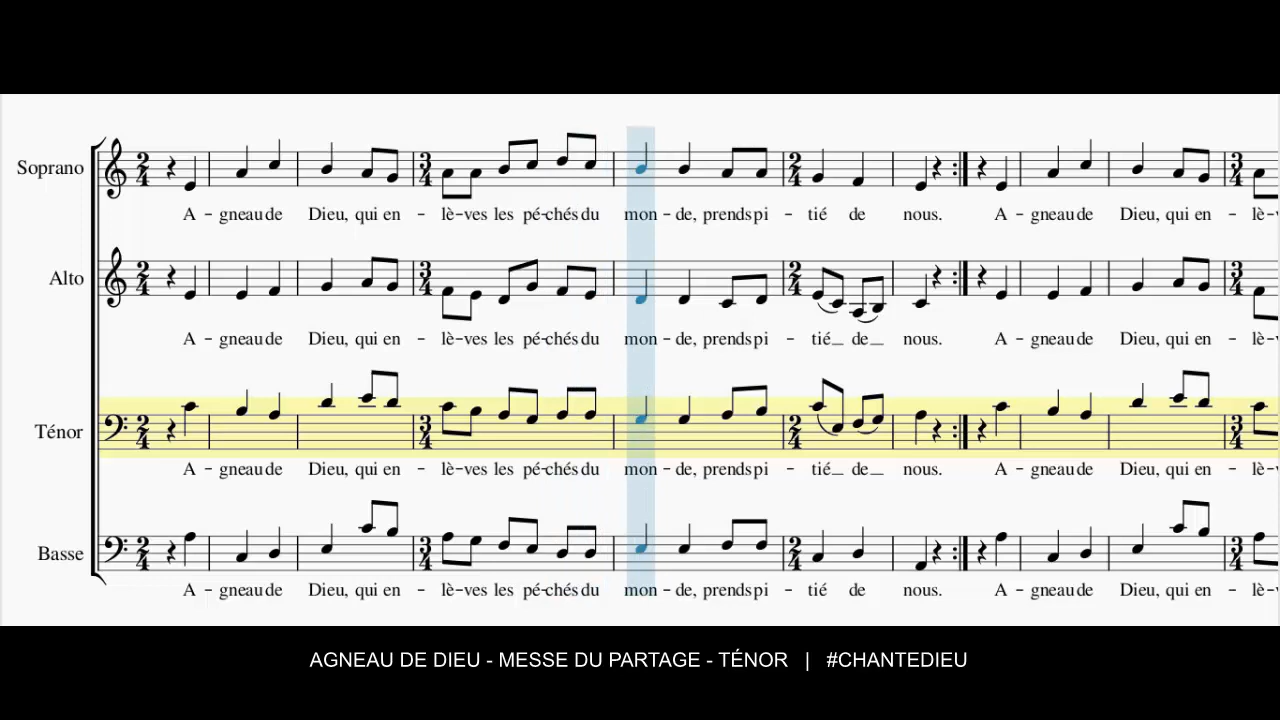 Soprano
A - gneau de Dieu, qui en - lè-ves les pé-chés du mon - de, prends pi - tié de nous. A - gneau de Dieu, qui en - lè-
Alto
A - gneau de Dieu, qui en - lè-ves les pé-chés du mon - de, prends pi - tié_ de_ nous. A - gneau de Dieu, qui en - lè-
Ténor
A - gneau de Dieu, qui en - lè-ves les pé-chés du mon - de, prends pi - tié_ de_ nous. A - gneau de Dieu, qui en - lè-
Basse
A - gneau de Dieu, qui en - lè-ves les pé-chés du mon - de, prends pi - tié de nous. A - gneau de Dieu, qui en - lè-
AGNEAU DE DIEU - MESSE DU PARTAGE - TÉNOR | #CHANTEDIEU